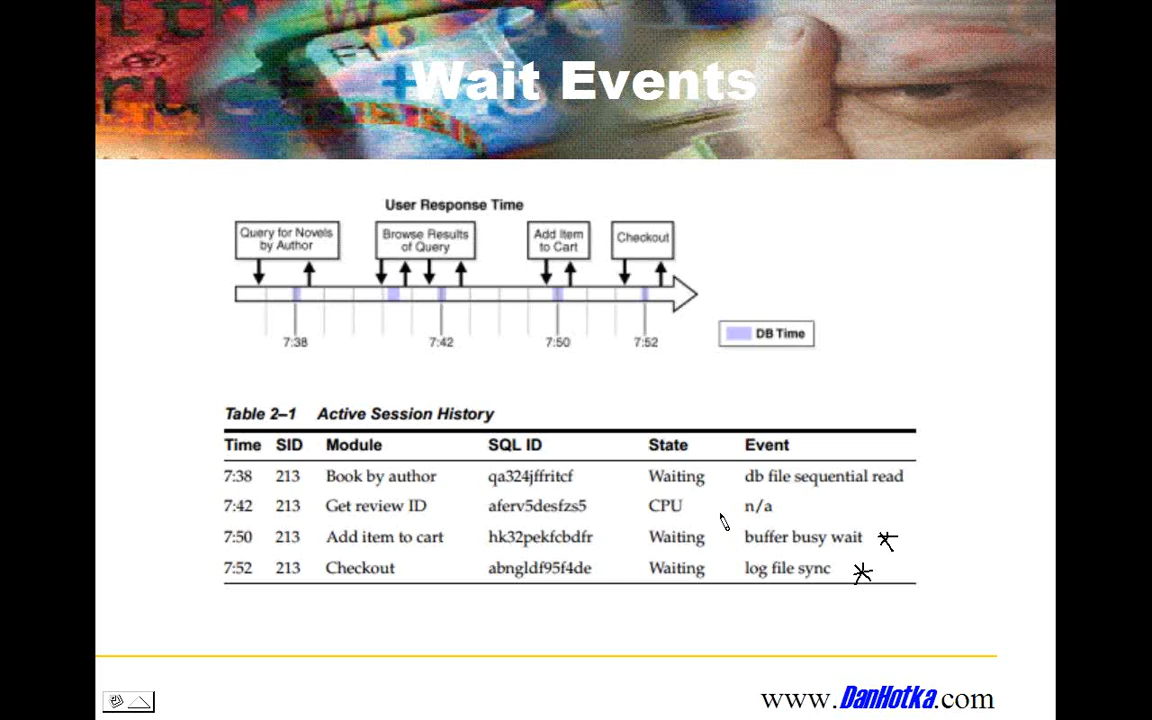 Wait Events
User Response Time
Query for Novels
by Author
Browse Results
of Query
Add Item
to Cart
Checkout
7:38 7:42 7:50 7:52
DB Time
Table 2–1 Active Session History
Time SID Module SQL ID State Event
7:38 213 Book by author qa324jffritcf Waiting db file sequential read
7:42 213 Get review ID aferv5desfzs5 CPU n/a
7:50 213 Add item to cart hk32pekfcbdfr Waiting buffer busy wait
7:52 213 Checkout abngldf95f4de Waiting log file sync
www.DanHotka.com